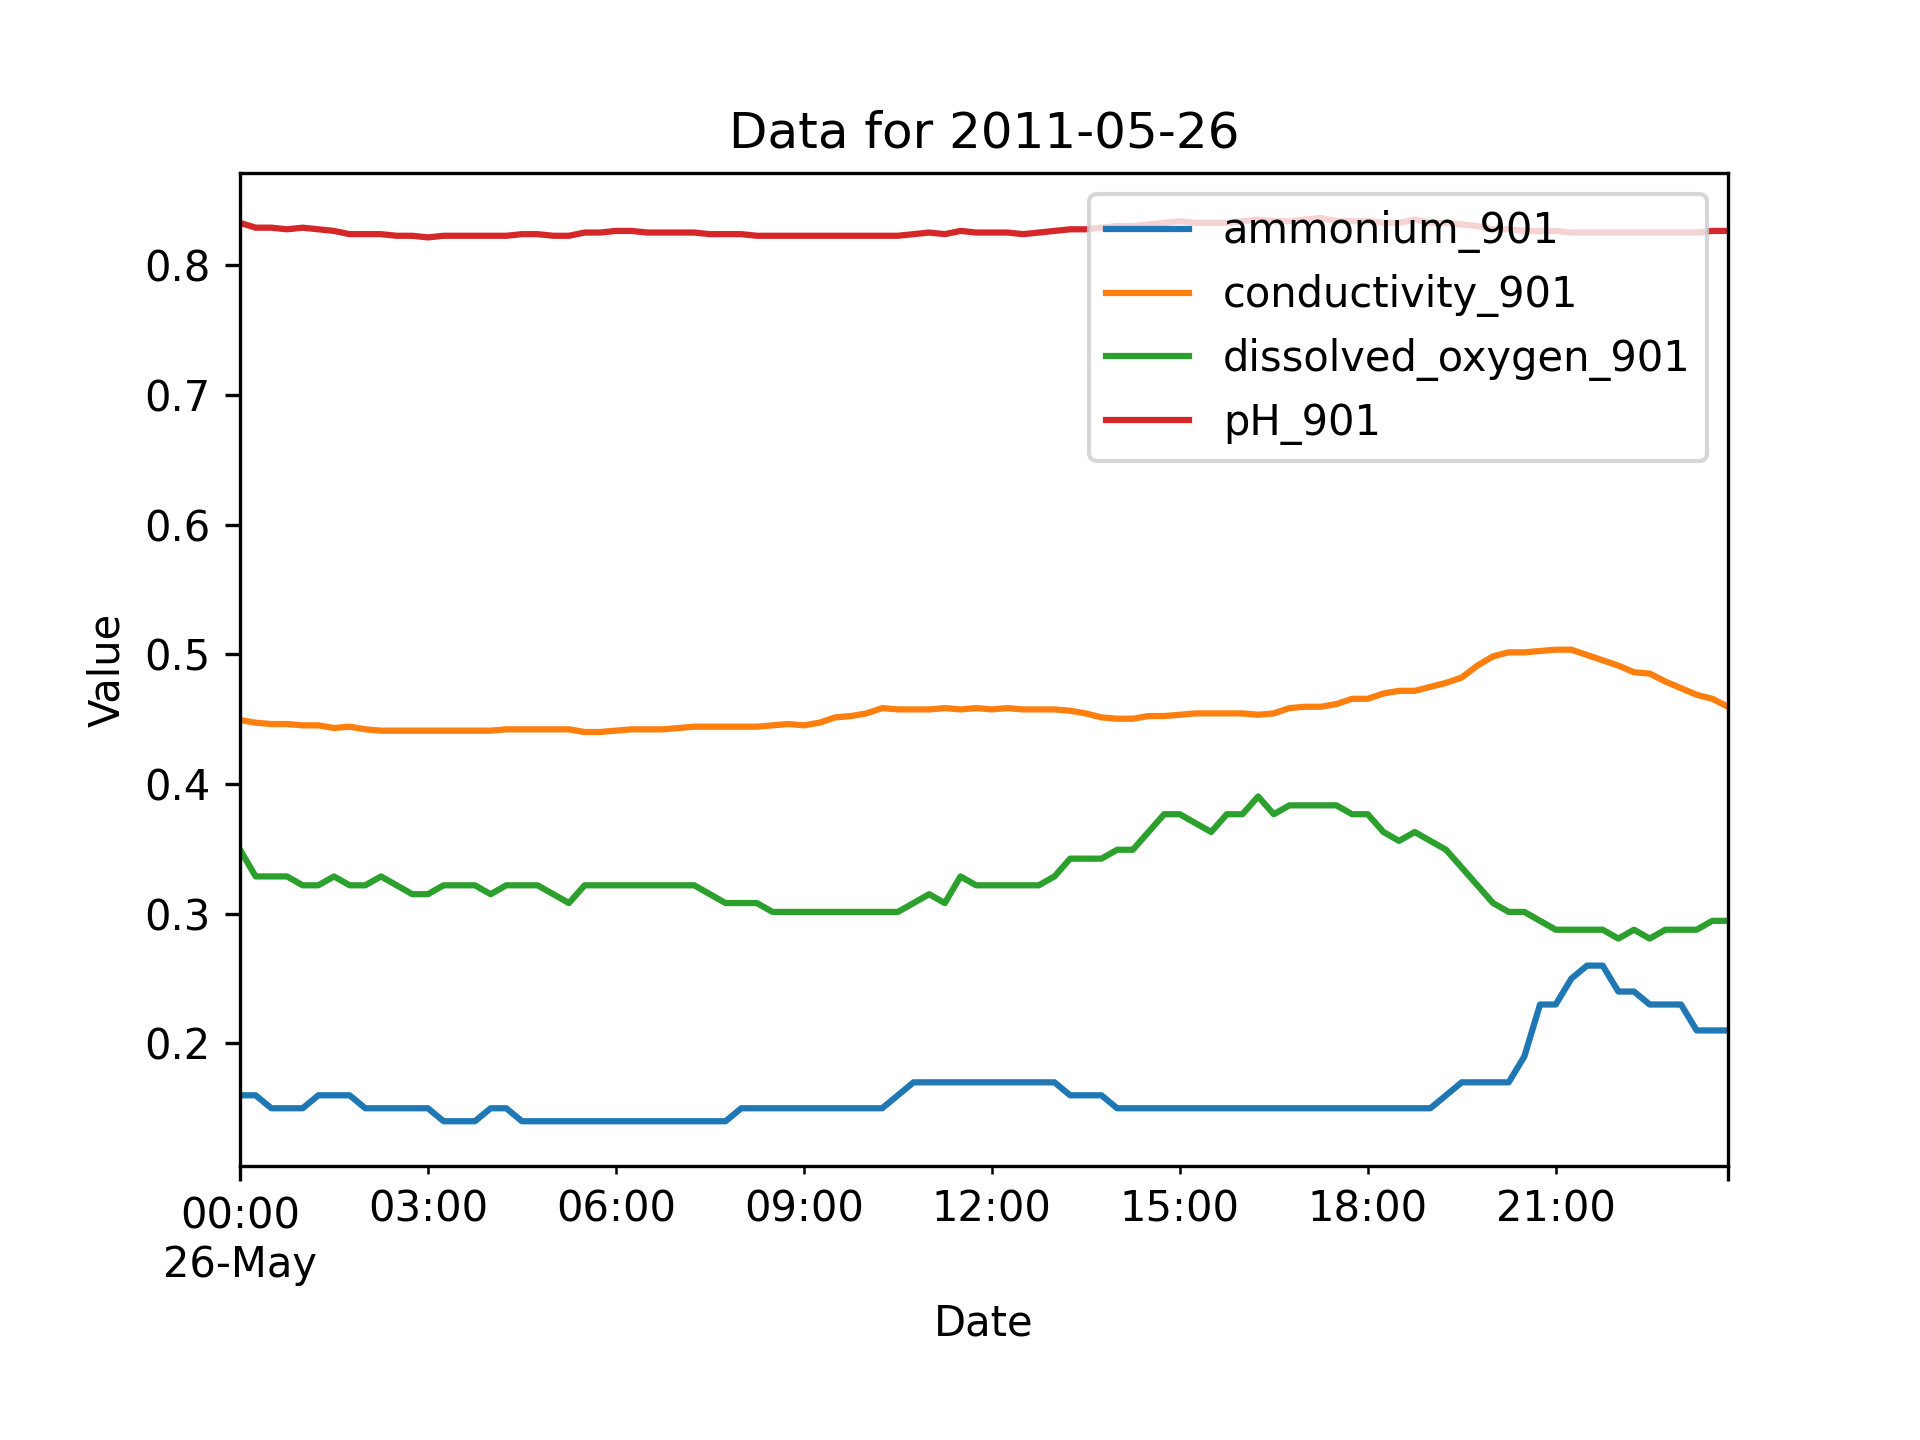 Data for 2011-05-26
ammonium_901
conductivity_901
dissolved_oxygen_901
pH_901
Value
0.8
0.7
0.6
0.5
0.4
0.3
0.2
00:00 03:00 06:00 09:00 12:00 15:00 18:00 21:00
26-May
Date